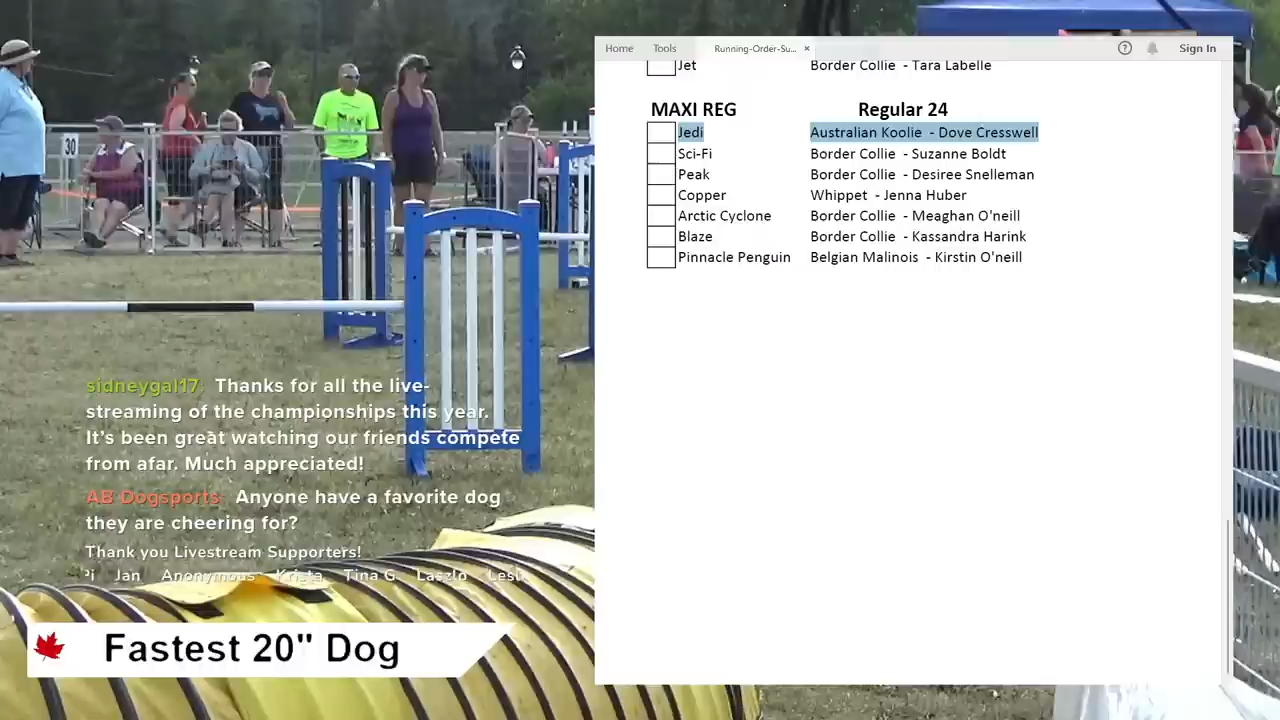 Home Tools Running-Order-Su... × ? Sign In
Jet Border Collie - Tara Labelle
MAXI REG Regular 24
Jedi Australian Koolie - Dove Cresswell
Sci-Fi Border Collie - Suzanne Boldt
Peak Border Collie - Desiree Snelleman
Copper Whippet - Jenna Huber
Arctic Cyclone Border Collie - Meaghan O'neill
Blaze Border Collie - Kassandra Harink
Pinnacle Penguin Belgian Malinois - Kirstin O'neill
30
sidneygal17: Thanks for all the live-
streaming of the championships this year.
It's been great watching our friends compete
from afar. Much appreciated!
AB Dogsports: Anyone have a favorite dog
they are cheering for?
Thank you Livestream Supporters!
Jan Anonymous Krista Tina G. Laszlo
Fastest 20" Dog